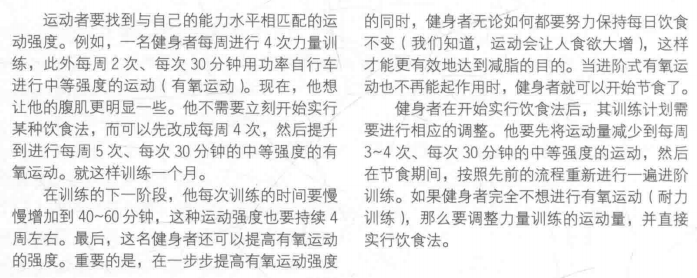 运动者要找到与自己的能力水平相匹配的运
动强度。例如，一名健身者每周进行 4 次力量训
练，此外每周 2 次、每次 30 分钟用功率自行车
进行中等强度的运动（有氧运动）。现在，他想
让他的腹肌更明显一些。他不需要立刻开始实行
某种饮食法，而可以先改成每周 4 次，然后提升
到进行每周 5 次、每次 30 分钟的中等强度的有
氧运动。就这样训练一个月。
在训练的下一阶段，他每次训练的时间要慢
慢增加到 40~60 分钟，这种运动强度也要持续 4
周左右。最后，这名健身者还可以提高有氧运动
的强度。重要的是，在一步步提高有氧运动强度
的同时，健身者无论如何都要努力保持每日饮食
不变（我们知道，运动会让人食欲大增），这样
才能更有效地达到减脂的目的。当进阶式有氧运
动也不再能起作用时，健身者就可以开始节食了。
健身者在开始实行饮食法后，其训练计划需
要进行相应的调整。他要先将运动量减少到每周
3~4 次、每次 30 分钟的中等强度的运动，然后
在节食期间，按照先前的流程重新进行一遍进阶
训练。如果健身者完全不想进行有氧运动（耐力
训练），那么要调整力量训练的运动量，并直接
实行饮食法。